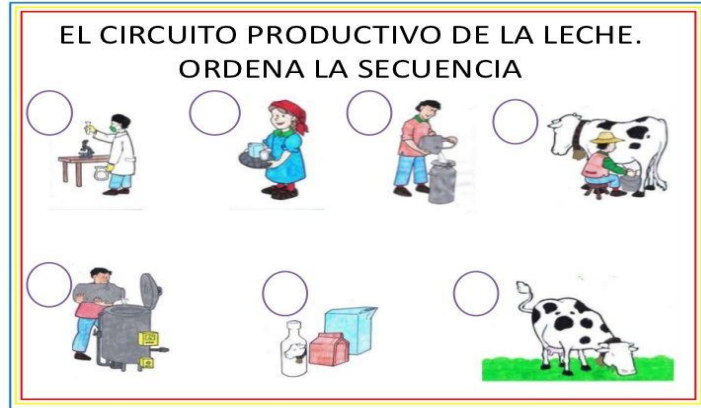 EL CIRCUITO PRODUCTIVO DE LA LECHE.
ORDENA LA SECUENCIA